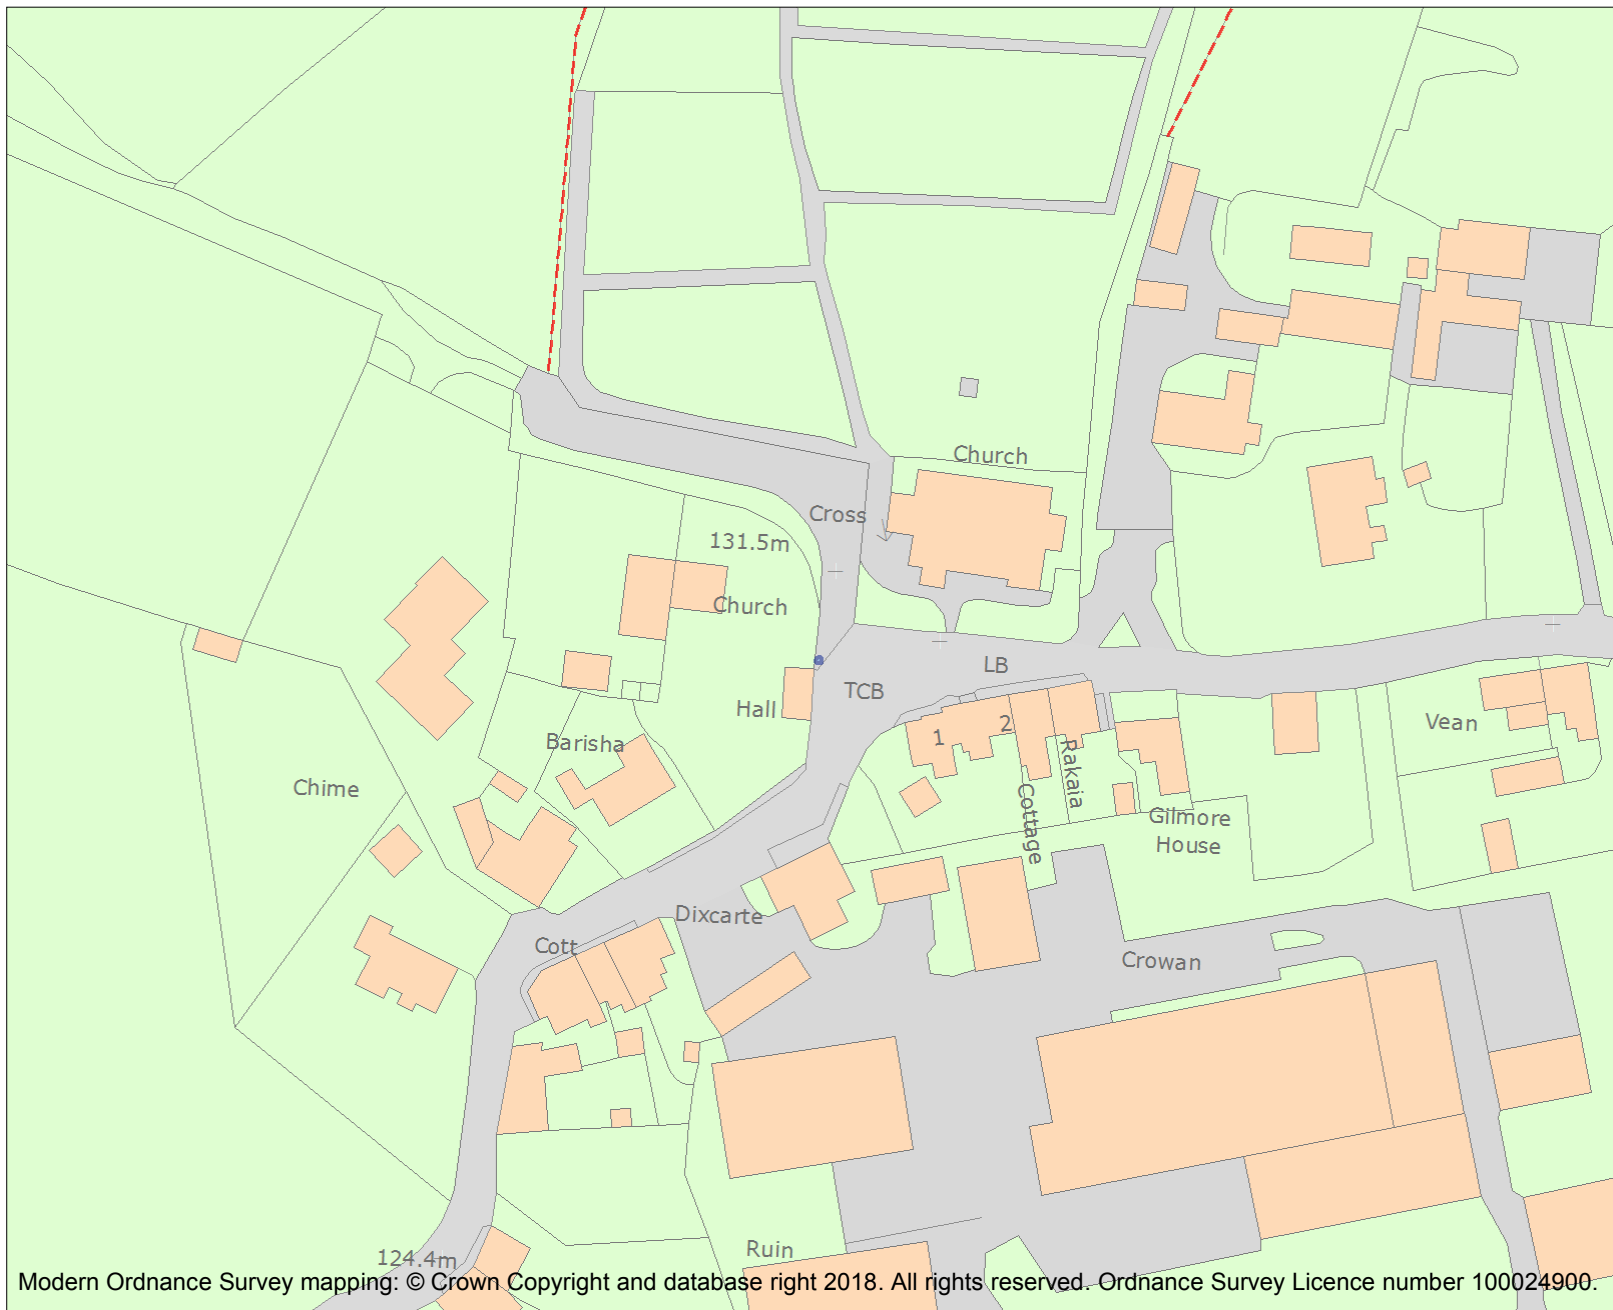 Church
Cross
131.5m
Church
LB
TCB
Hall
1
2
Vean
Barisha
Rakaia
Chime
Cottage
Gilmore
House
Dixcarte
Cott
Crowan
Ruin
124.4m
Modern Ordnance Survey mapping: © Crown Copyright and database right 2018. All rights reserved. Ordnance Survey Licence number 100024900.